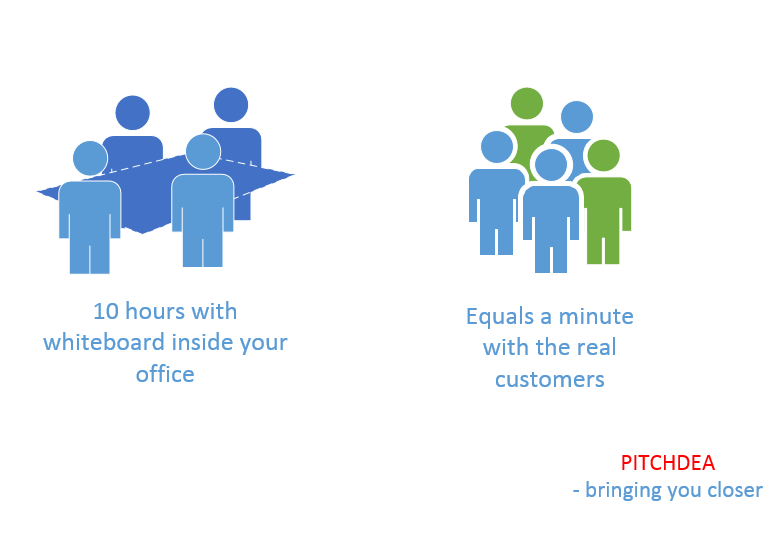 10 hours with
whiteboard inside your
office
Equals a minute
with the real
customers
PITCHDEA
- bringing you closer